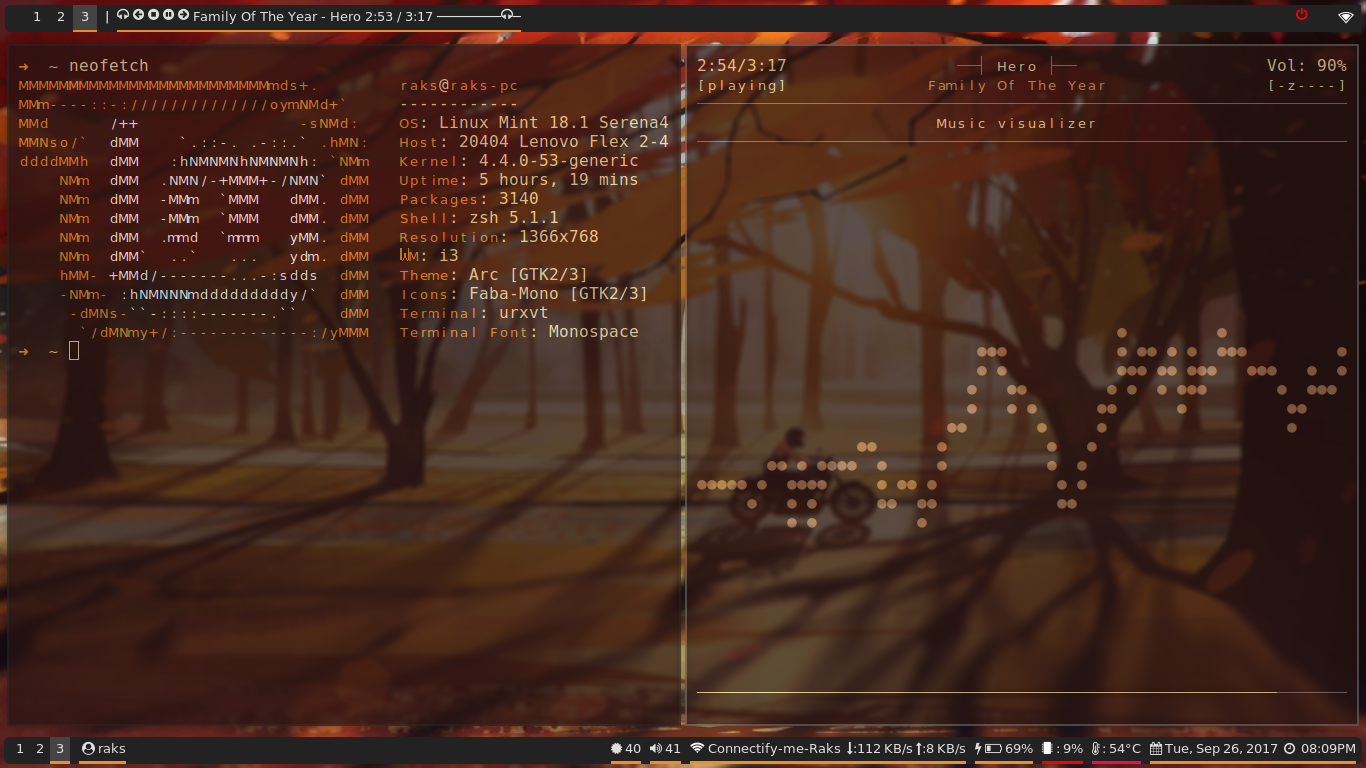 1 2 3 | Family Of The Year - Hero 2:53 / 3:17
➜ ~ neofetch
MMMMMMMMMMMMMMMMMMMMMMMMMmds+.
MMm----::-://////////////oymNMd+`
MMd /++ -sNMd:
MMNso/` dMM `.::-. .-::.` .hMN:
ddddMMh dMM :hNMNMNhNMMNMNh: `NMm
NMm dMM .NMN/-+MMM+-/NMN` dMM
NMm dMM -MMm `MMM dMM. dMM
NMm dMM -MMm `MMM dMM. dMM
NMm dMM .mmd `mmm yMM. dMM
NMm dMM` ..` ... ydm. dMM
hMM- +MMd/-------...-:sdds dMM
-NMm- :hNMNNNmdddddddddy/` dMM
-dMNs-``-::::-------.`` dMM
`/dMNmy+/:-------------:/yMMM
raks@raks-pc
------------
OS: Linux Mint 18.1 Serena4
Host: 20404 Lenovo Flex 2-4
Kernel: 4.4.0-53-generic
Uptime: 5 hours, 19 mins
Packages: 3140
Shell: zsh 5.1.1
Resolution: 1366x768
WM: i3
Theme: Arc [GTK2/3]
Icons: Faba-Mono [GTK2/3]
Terminal: urxvt
Terminal Font: Monospace
➜ ~
2:54/3:17 Hero Vol: 90%
[playing] Family Of The Year [-z----]
Music visualizer
1 2 3 raks 40 41 Connectify-me-Raks ↓:112 KB/s ↑:8 KB/s 69% : 9% : 54°C Tue, Sep 26, 2017 08:09PM